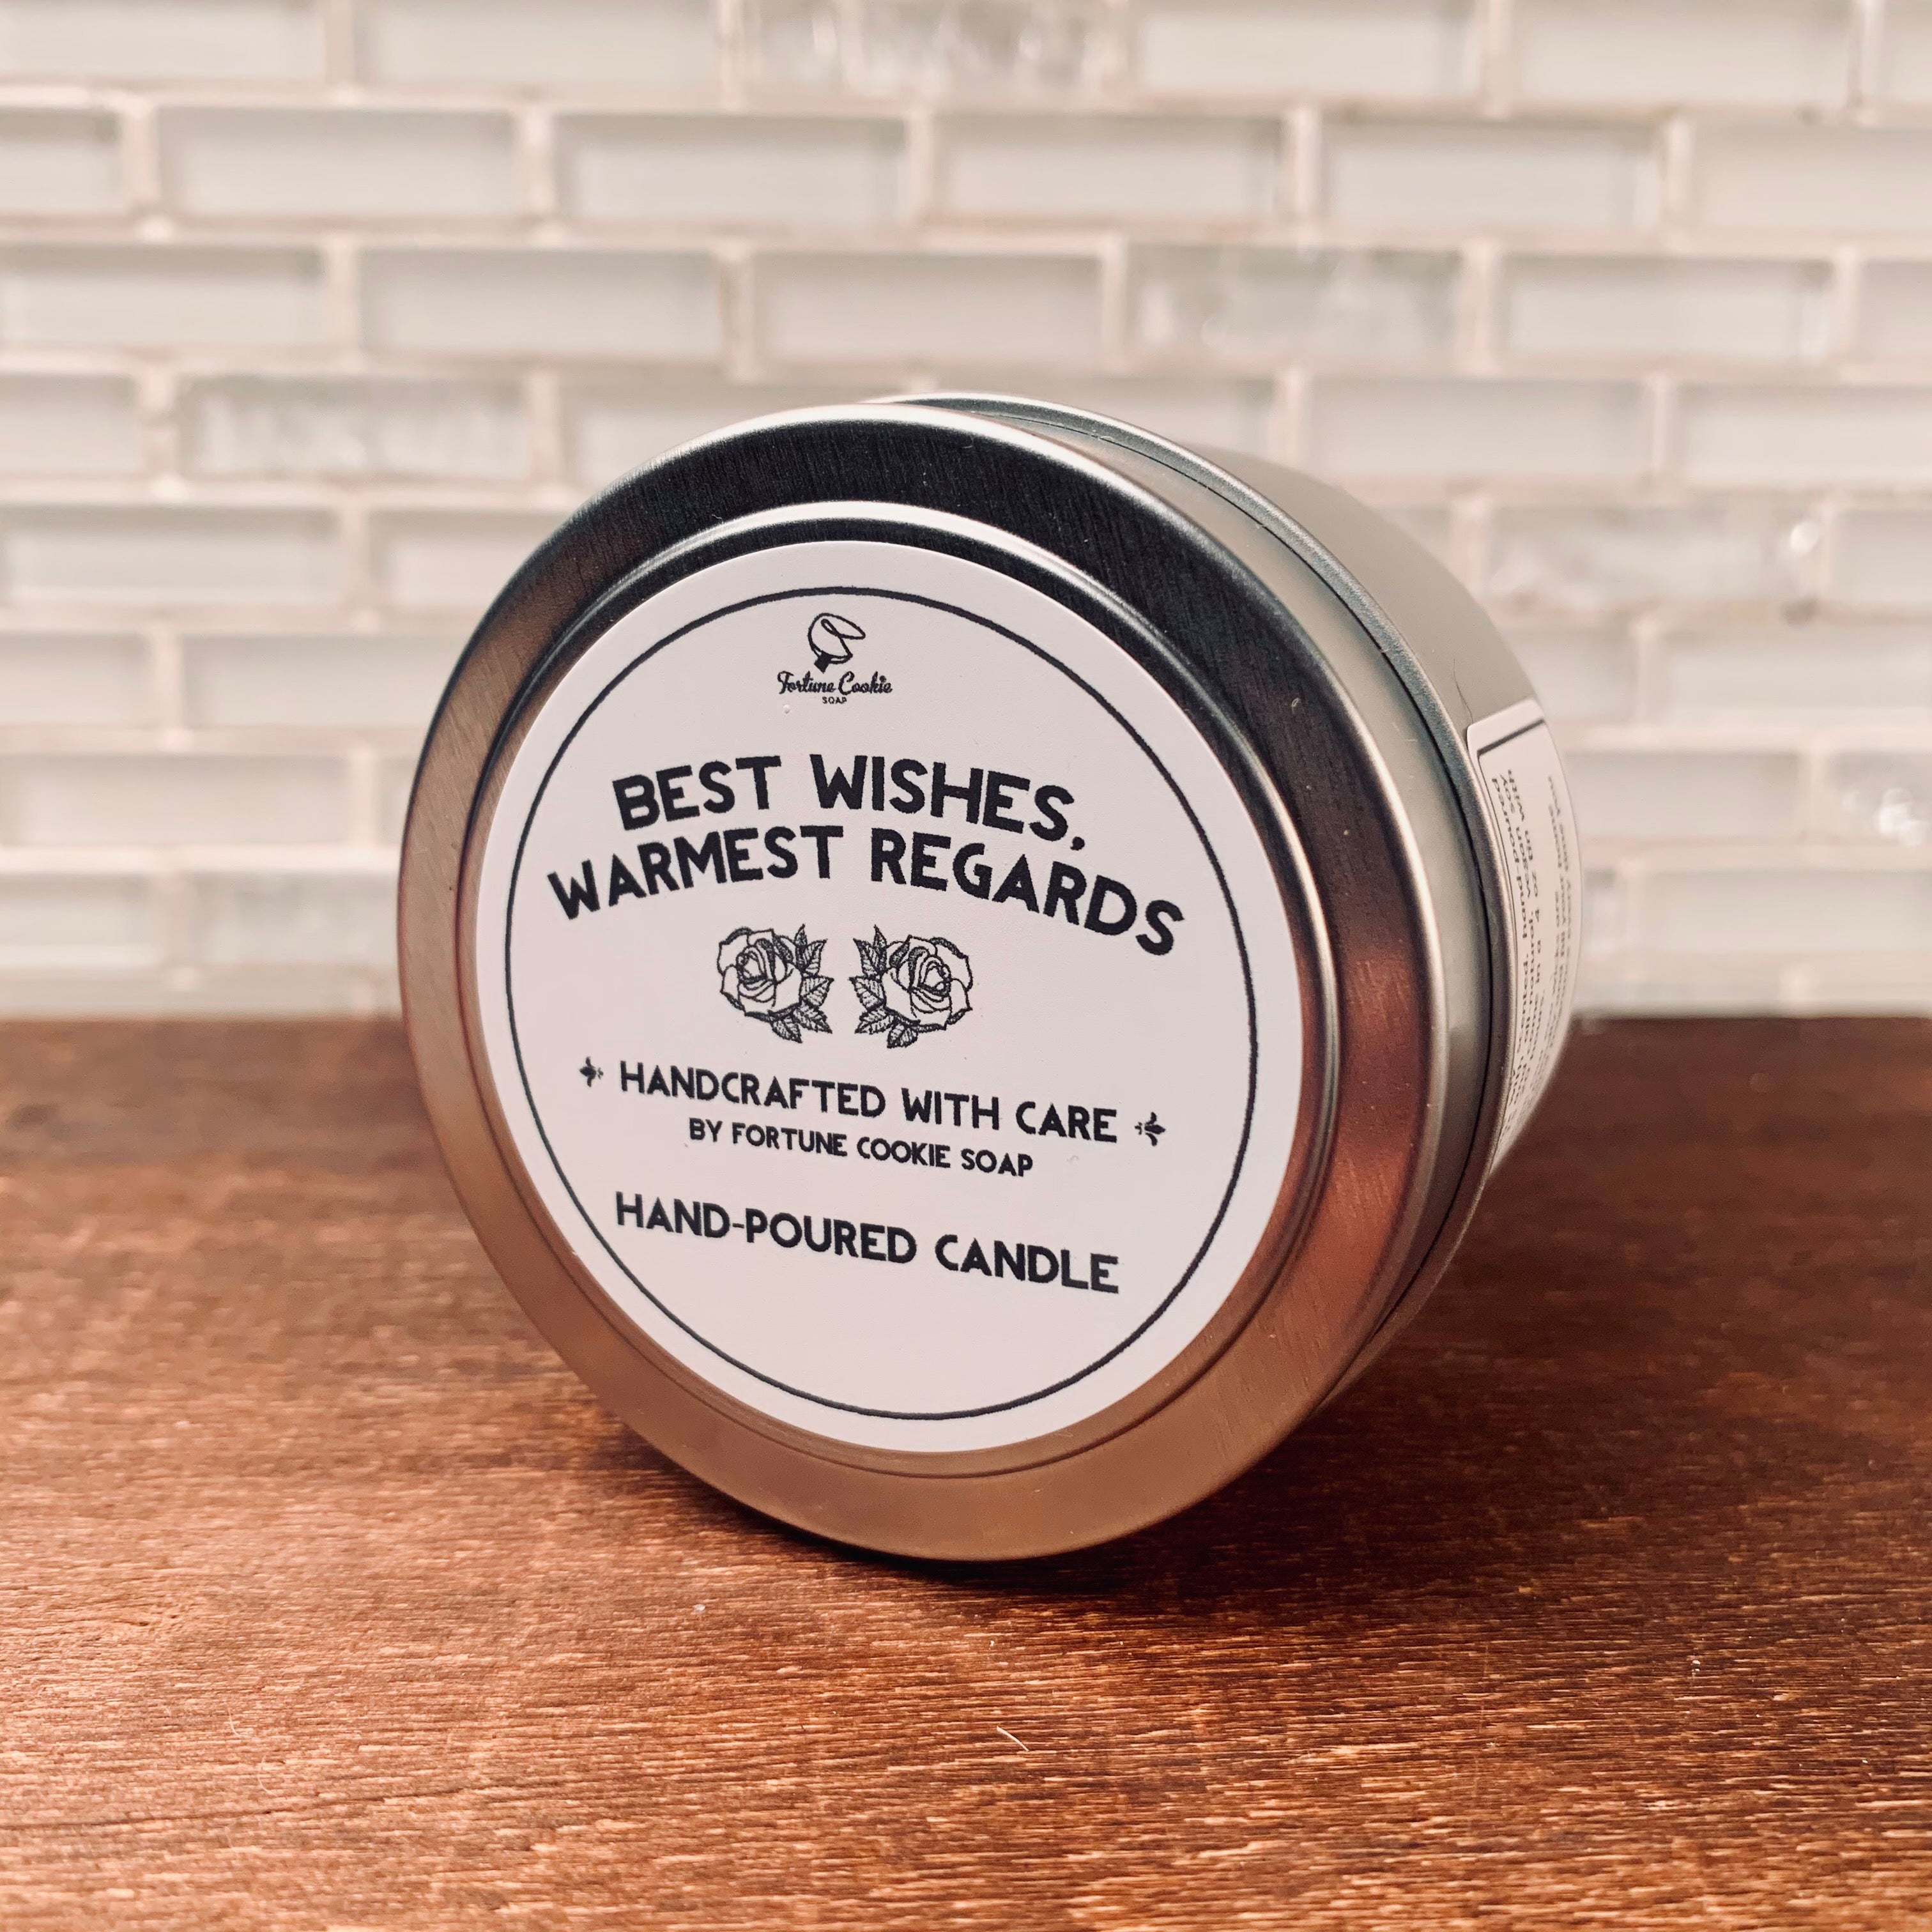 Fortune Cookie
SOAP
BEST WISHES,
WARMEST REGARDS
HANDCRAFTED WITH CARE
BY FORTUNE COOKIE SOAP
HAND-POURED CANDLE